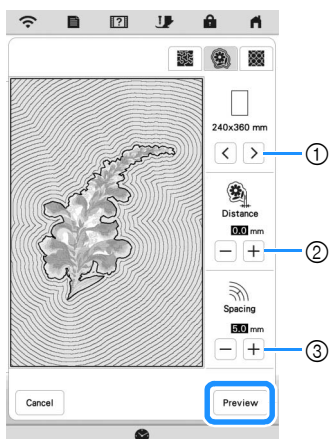 ?
240x360 mm
< >
①
Distance
0.0 mm
− +
②
Spacing
5.0 mm
− +
③
Cancel
Preview